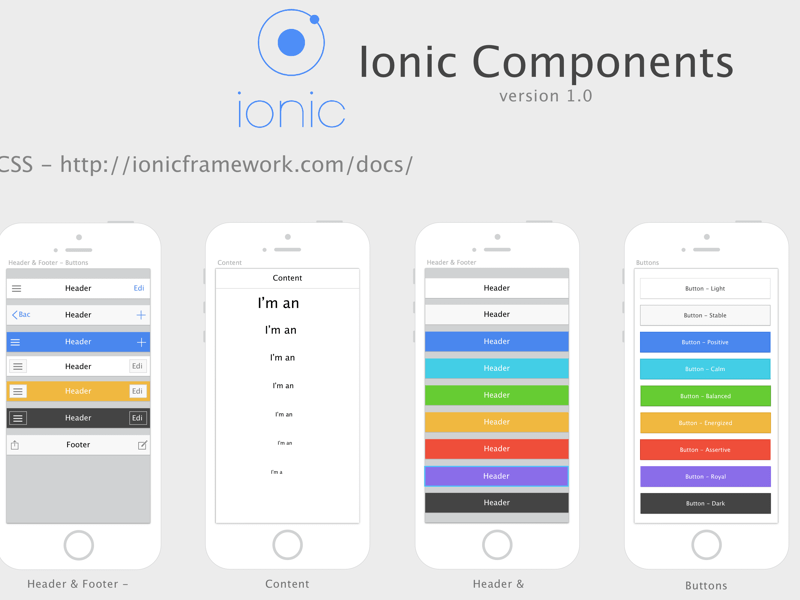 ionic
Ionic Components
version 1.0
CSS - http://ionicframework.com/docs/
Header & Footer - Buttons
Header
Edi
Bac
Header
Header
Header
Edi
Header
Edi
Header
Edi
Footer
Header & Footer -
Content
Content
I'm an
I'm an
I'm an
I'm an
I'm an
I'm an
I'm a
Content
Header & Footer
Header
Header
Header
Header
Header
Header
Header
Header
Header
Header &
Buttons
Button - Light
Button - Stable
Button - Positive
Button - Calm
Button - Balanced
Button - Energized
Button - Assertive
Button - Royal
Button - Dark
Buttons